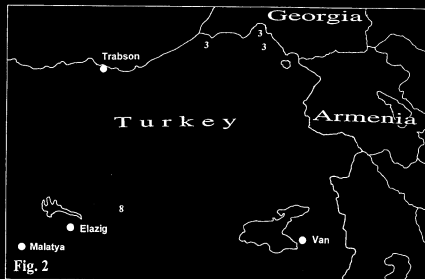 Georgia
3
3
3
Trabson
Turkey
Armenia
8
Elazig
Malatya
Van
Fig. 2